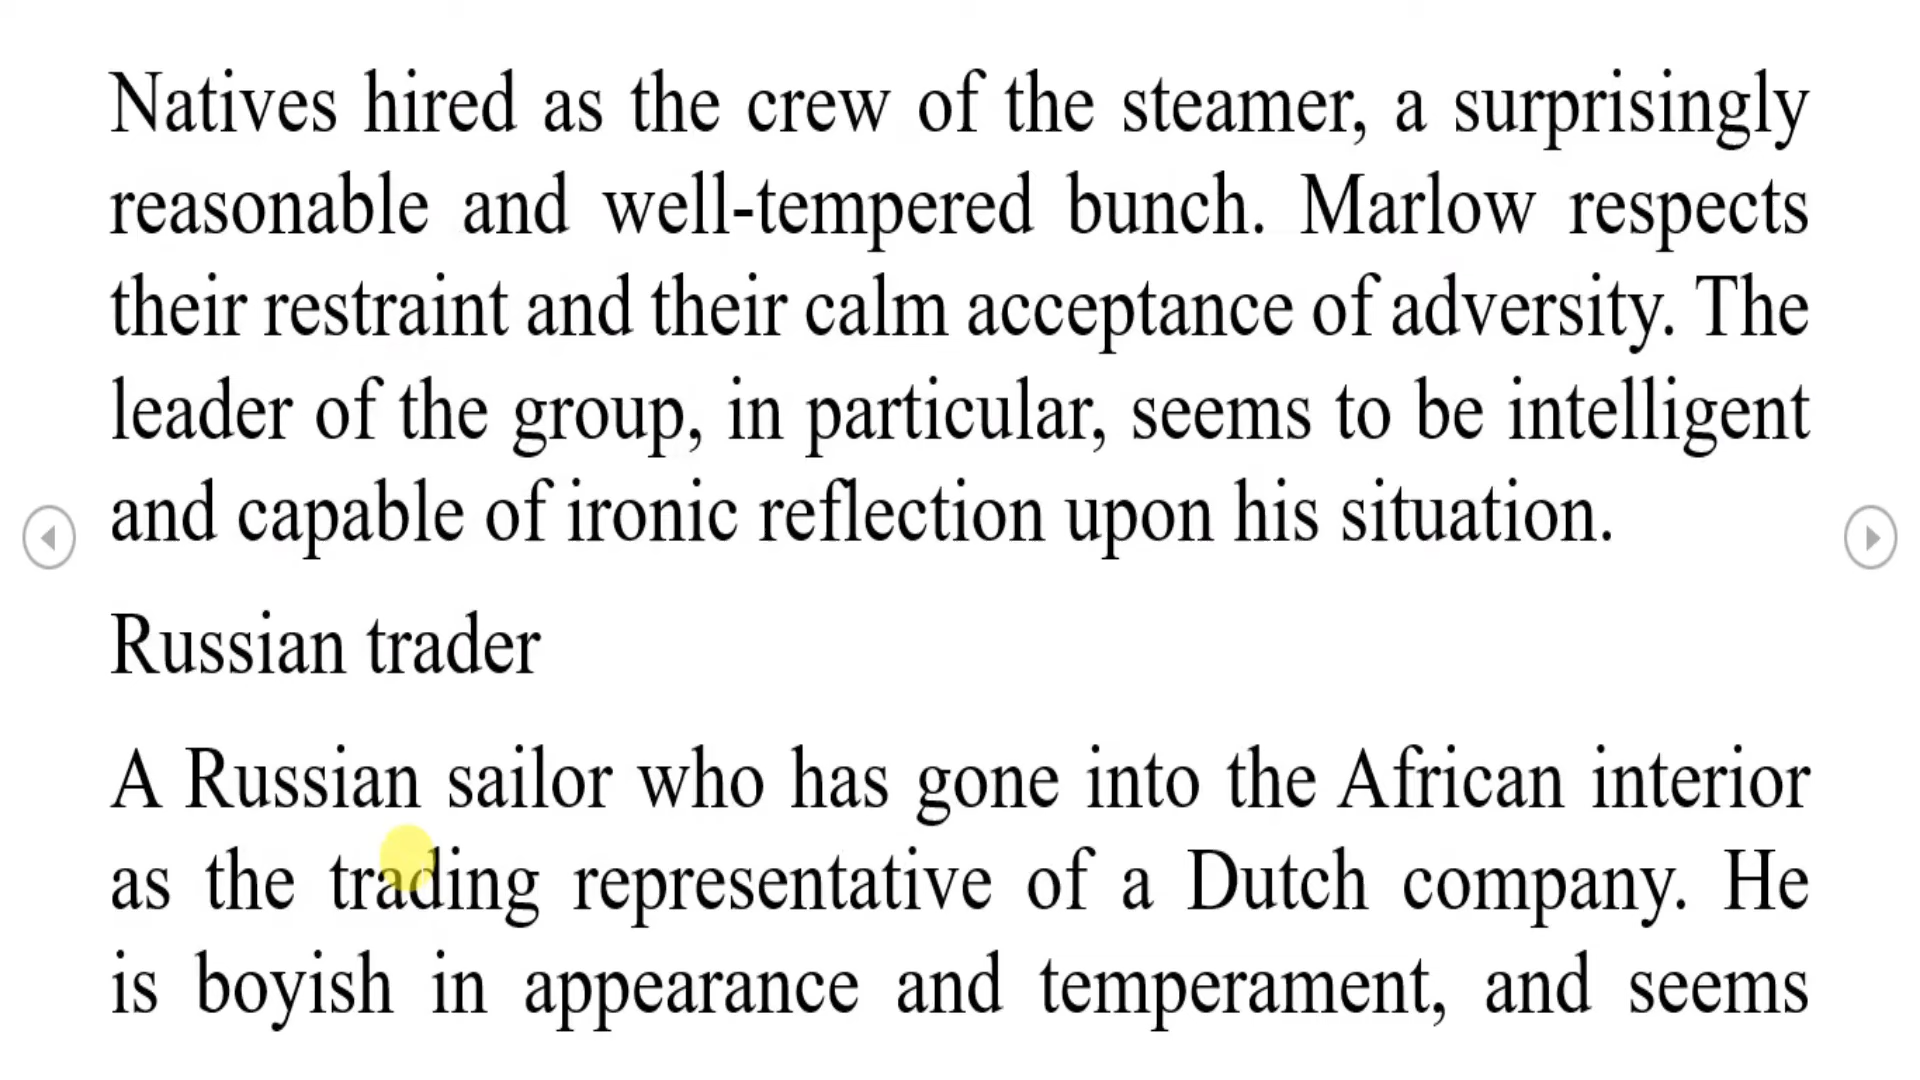 Natives hired as the crew of the steamer, a surprisingly
reasonable and well-tempered bunch. Marlow respects
their restraint and their calm acceptance of adversity. The
leader of the group, in particular, seems to be intelligent
and capable of ironic reflection upon his situation.
Russian trader
A Russian sailor who has gone into the African interior
as the trading representative of a Dutch company. He
is boyish in appearance and temperament, and seems